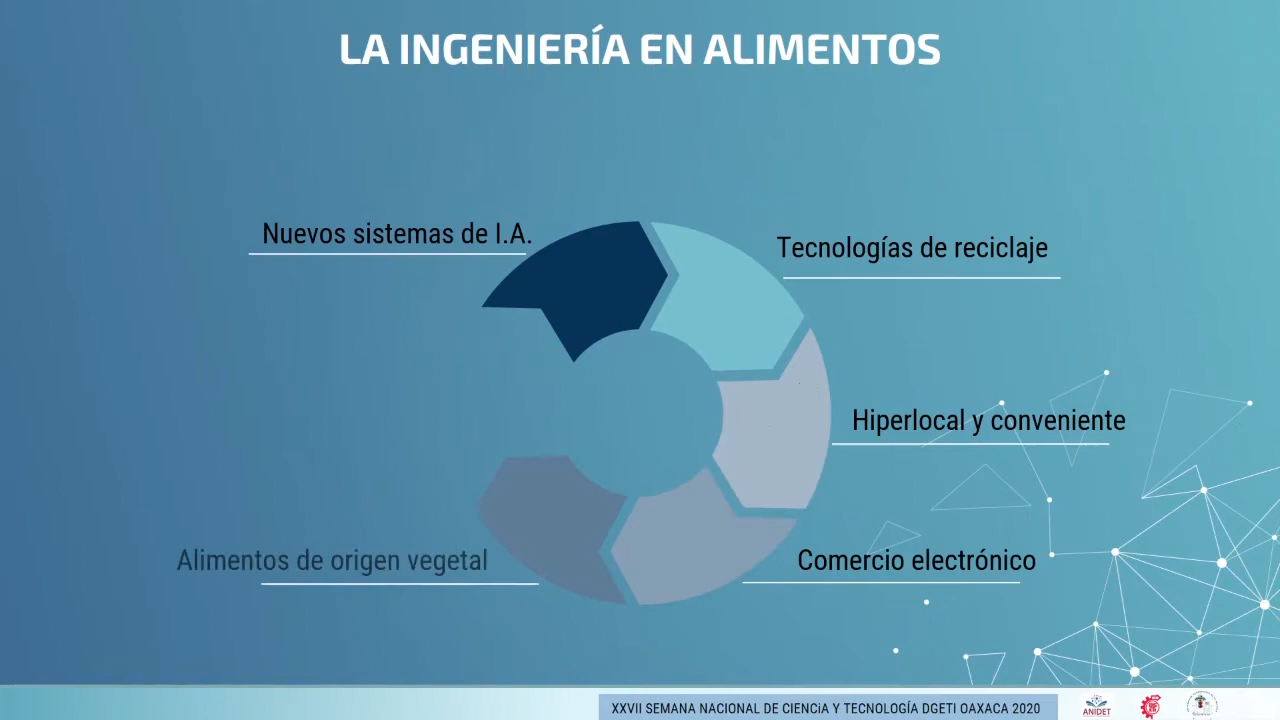 LA INGENIERÍA EN ALIMENTOS
Nuevos sistemas de I.A.
Tecnologías de reciclaje
Hiperlocal y conveniente
Comercio electrónico
Alimentos de origen vegetal
XXVII SEMANA NACIONAL DE CIENCiA Y TECNOLOGÍA DGETI OAXACA 2020
ANIDET